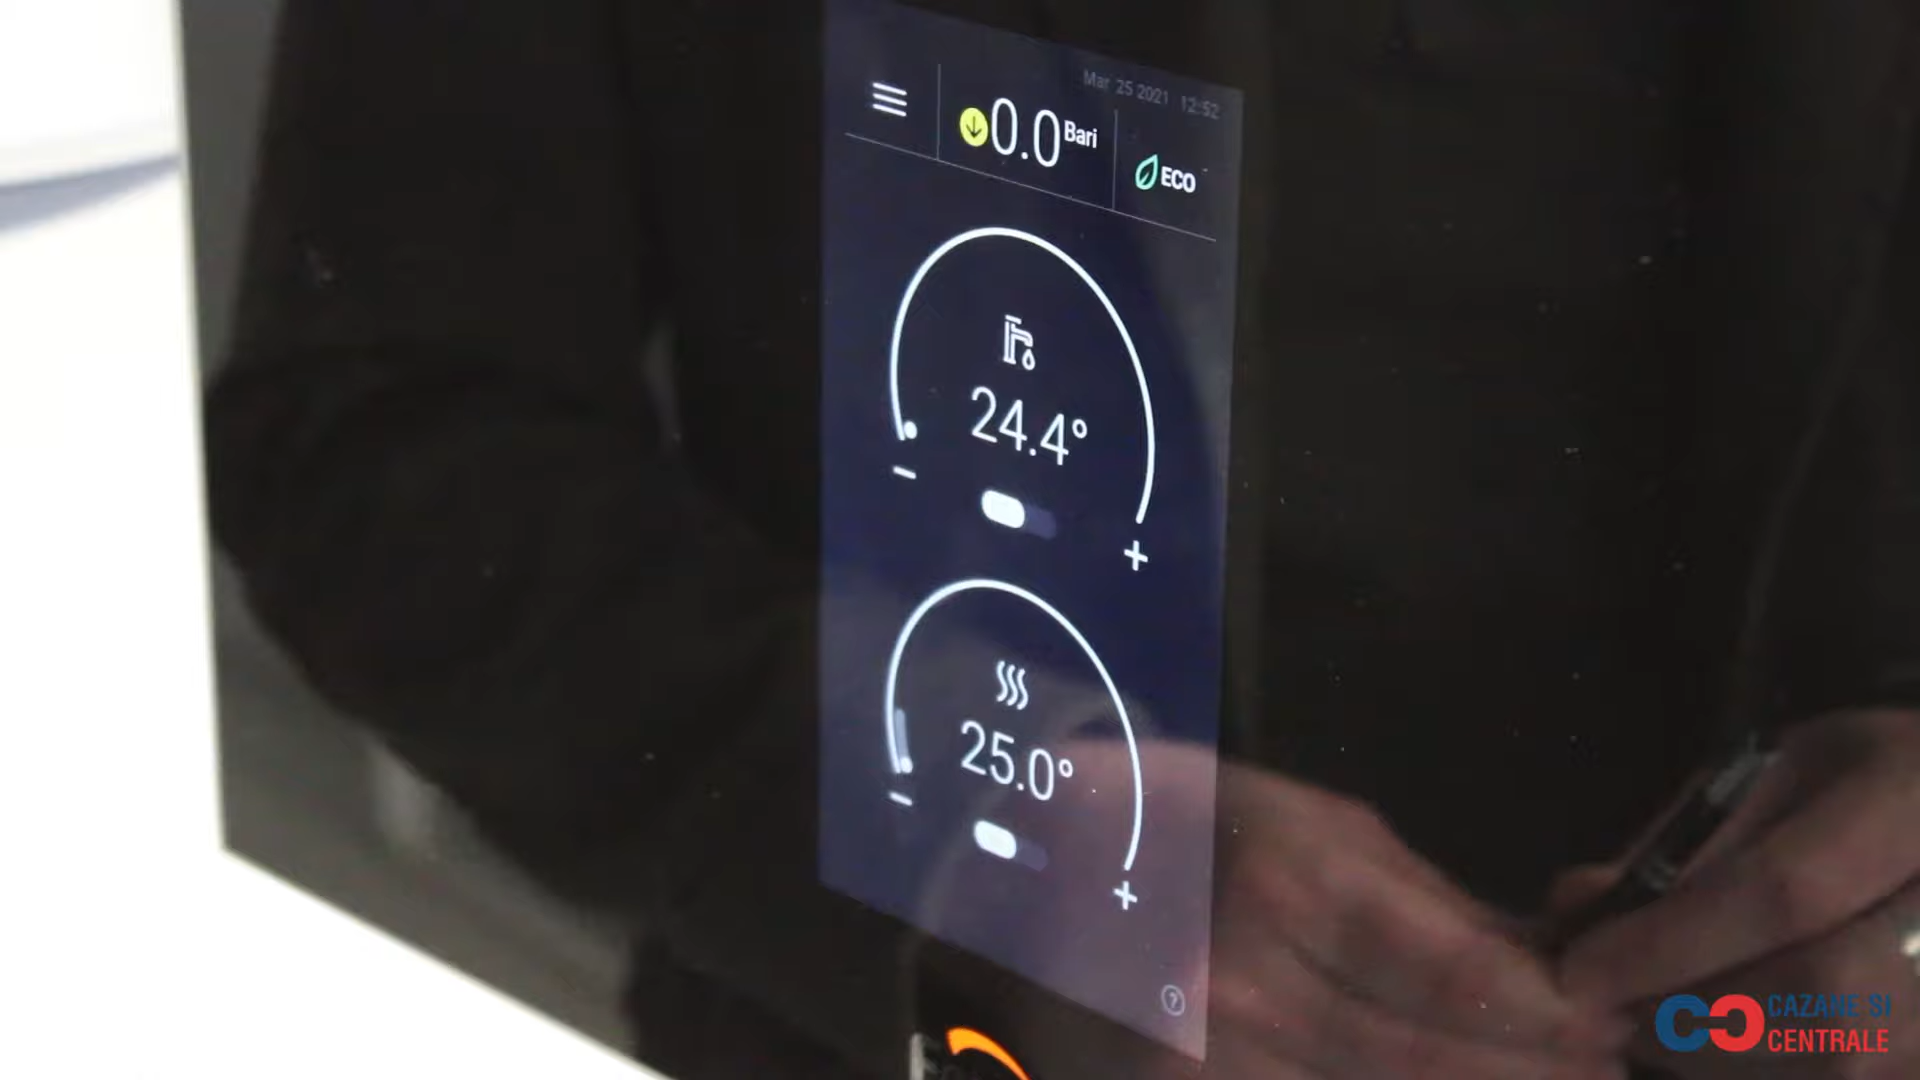 Mar 25 2021 12:52
0.0 Bari
ECO
24.4°
25.0°
?
CAZANE SI
CENTRALE